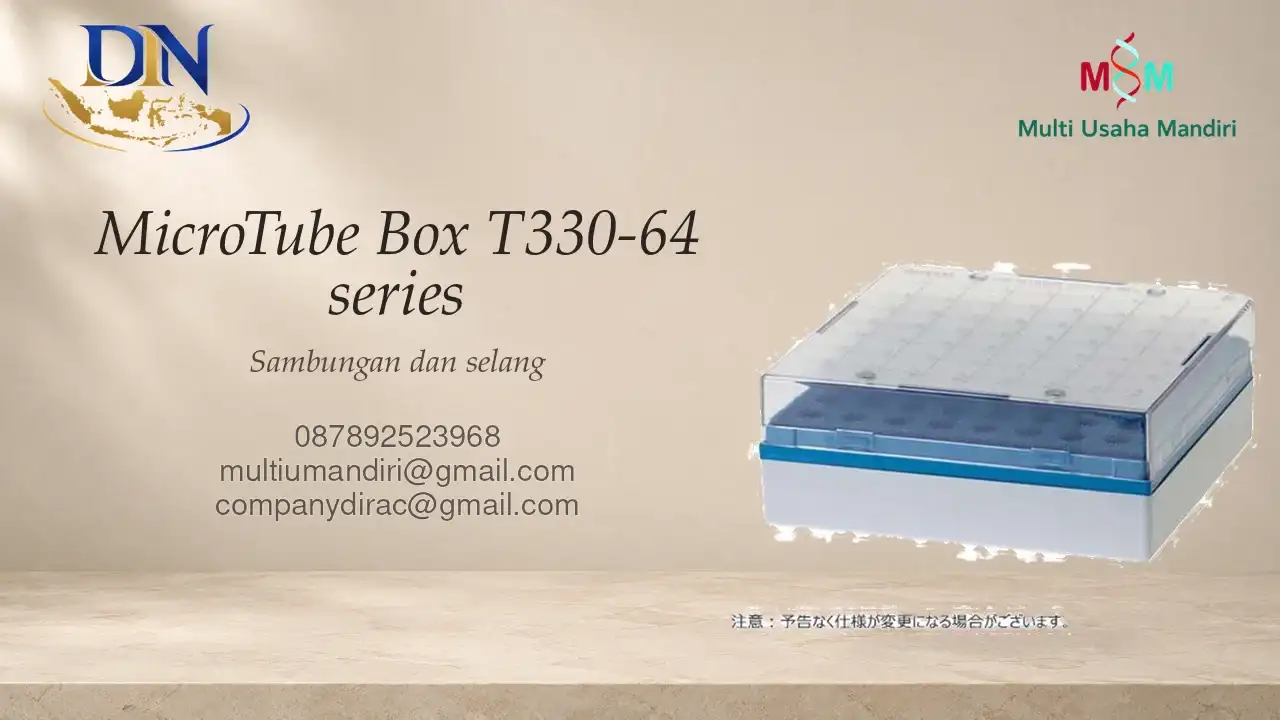 DN
MSM
Multi Usaha Mandiri
MicroTube Box T330-64
series
Sambungan dan selang
087892523968
multiumandiri@gmail.com
companydirac@gmail.com
注意：予告なく仕様が変更になる場合がございます。